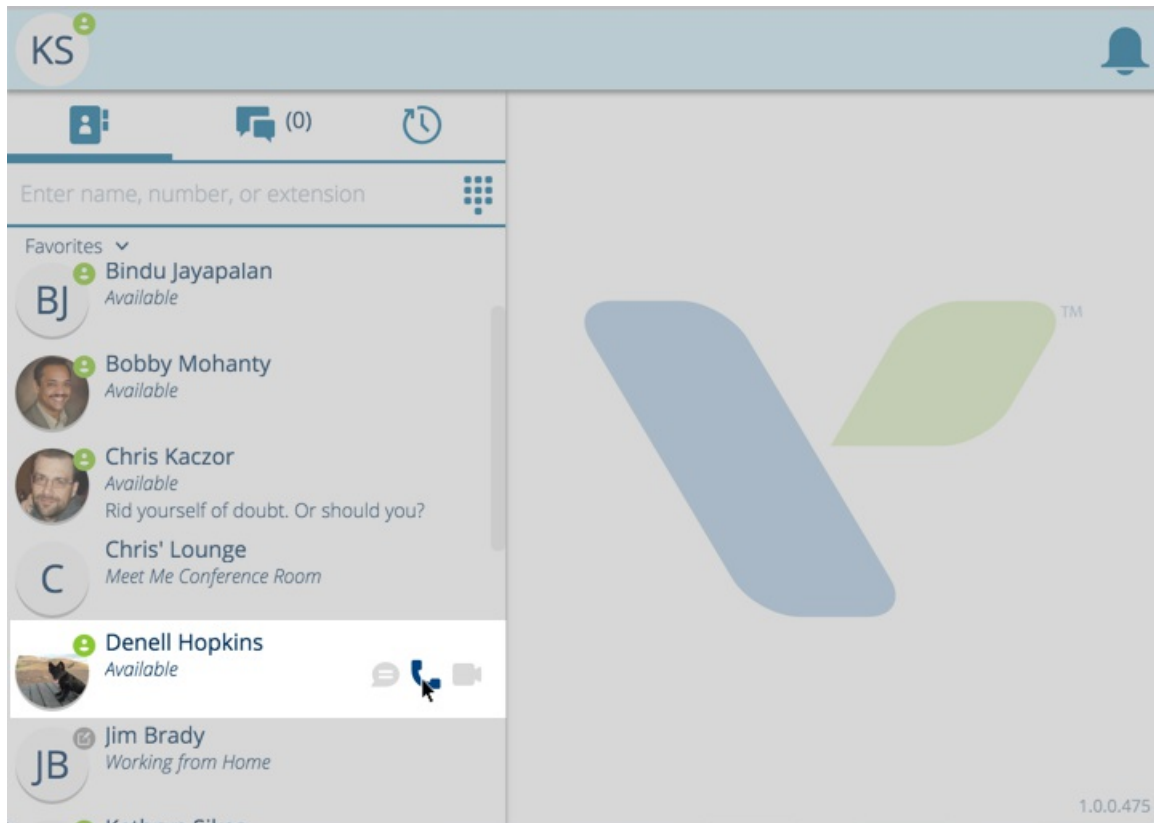 KS
(0)
Enter name, number, or extension
Favorites
BJ
Bindu Jayapalan
Available
Bobby Mohanty
Available
Chris Kaczor
Available
Rid yourself of doubt. Or should you?
C
Chris' Lounge
Meet Me Conference Room
Denell Hopkins
Available
JB
Jim Brady
Working from Home
TM
1.0.0.475